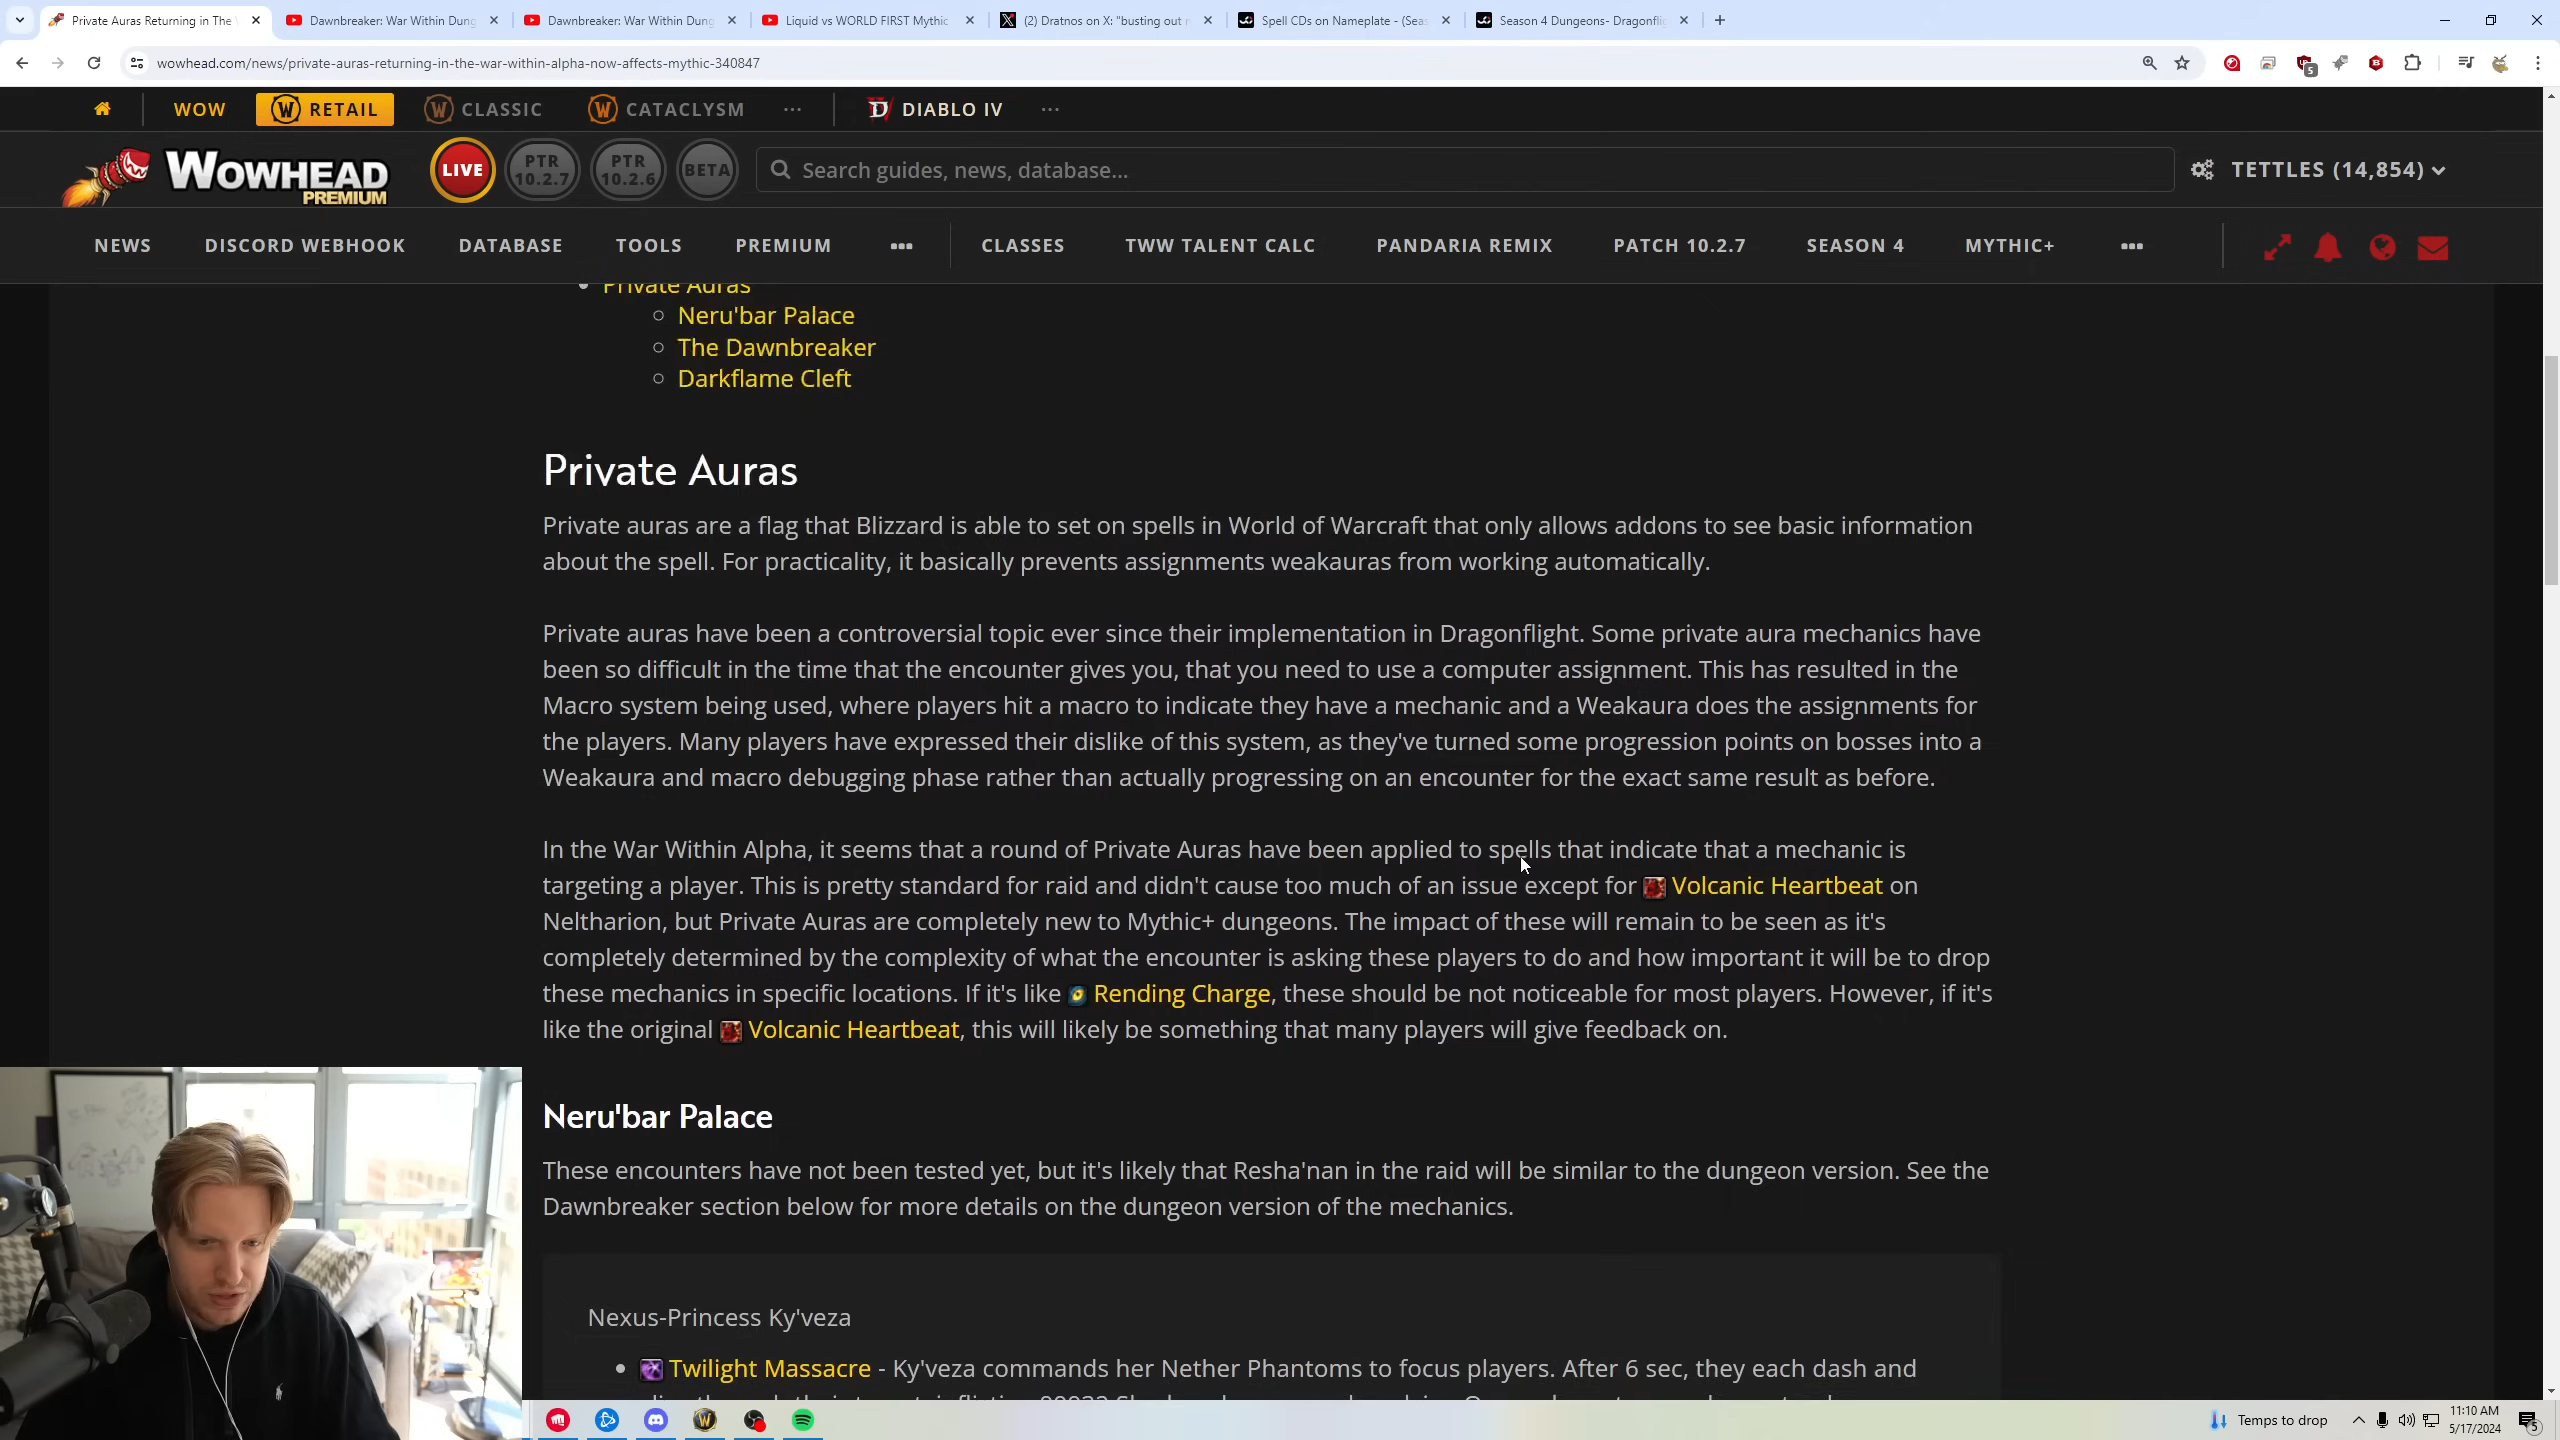 Private Auras Returning in The
Dawnbreaker: War Within Dung
Dawnbreaker: War Within Dung
Liquid vs WORLD FIRST Mythic
(2) Dratnos on X: "busting out
Spell CDs on Nameplate - (Seas
Season 4 Dungeons- Dragonfli
wowhead.com/news/private-auras-returning-in-the-war-within-alpha-now-affects-mythic-340847
WOW
RETAIL
CLASSIC
CATACLYSM
DIABLO IV
WOWHEAD
PREMIUM
LIVE
PTR
10.2.7
PTR
10.2.6
BETA
Search guides, news, database...
TETTLES (14,854)
NEWS
DISCORD WEBHOOK
DATABASE
TOOLS
PREMIUM
CLASSES
TWW TALENT CALC
PANDARIA REMIX
PATCH 10.2.7
SEASON 4
MYTHIC+
Private Auras
Neru'bar Palace
The Dawnbreaker
Darkflame Cleft
Private Auras
Private auras are a flag that Blizzard is able to set on spells in World of Warcraft that only allows addons to see basic information
about the spell. For practicality, it basically prevents assignments weakauras from working automatically.
Private auras have been a controversial topic ever since their implementation in Dragonflight. Some private aura mechanics have
been so difficult in the time that the encounter gives you, that you need to use a computer assignment. This has resulted in the
Macro system being used, where players hit a macro to indicate they have a mechanic and a Weakaura does the assignments for
the players. Many players have expressed their dislike of this system, as they've turned some progression points on bosses into a
Weakaura and macro debugging phase rather than actually progressing on an encounter for the exact same result as before.
In the War Within Alpha, it seems that a round of Private Auras have been applied to spells that indicate that a mechanic is
targeting a player. This is pretty standard for raid and didn't cause too much of an issue except for Volcanic Heartbeat on
Neltharion, but Private Auras are completely new to Mythic+ dungeons. The impact of these will remain to be seen as it's
completely determined by the complexity of what the encounter is asking these players to do and how important it will be to drop
these mechanics in specific locations. If it's like Rending Charge, these should be not noticeable for most players. However, if it's
like the original Volcanic Heartbeat, this will likely be something that many players will give feedback on.
Neru'bar Palace
These encounters have not been tested yet, but it's likely that Resha'nan in the raid will be similar to the dungeon version. See the
Dawnbreaker section below for more details on the dungeon version of the mechanics.
Nexus-Princess Ky'veza
Twilight Massacre - Ky'veza commands her Nether Phantoms to focus players. After 6 sec, they each dash and
Temps to drop
11:10 AM
5/17/2024